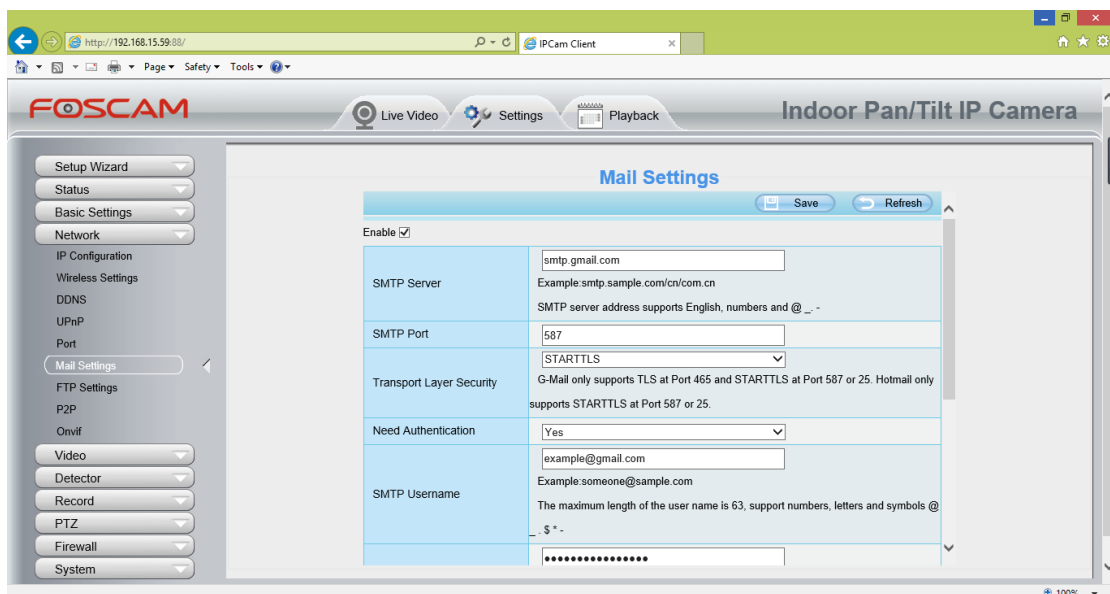 http://192.168.15.59:88/
IPCam Client
Page Safety Tools
FOSCAM
Live Video
Settings
Playback
Indoor Pan/Tilt IP Camera
Setup Wizard
Status
Basic Settings
Network
IP Configuration
Wireless Settings
DDNS
UPnP
Port
Mail Settings
FTP Settings
P2P
Onvif
Video
Detector
Record
PTZ
Firewall
System
Mail Settings
Save
Refresh
Enable
SMTP Server
smtp.gmail.com
Example:smtp.sample.com/cn/com.cn
SMTP server address supports English, numbers and @ _ . -
SMTP Port
587
Transport Layer Security
STARTTLS
G-Mail only supports TLS at Port 465 and STARTTLS at Port 587 or 25. Hotmail only
supports STARTTLS at Port 587 or 25.
Need Authentication
Yes
SMTP Username
example@gmail.com
Example:someone@sample.com
The maximum length of the user name is 63, support numbers, letters and symbols @
_ . $ * -
••••••••••••••••
100%